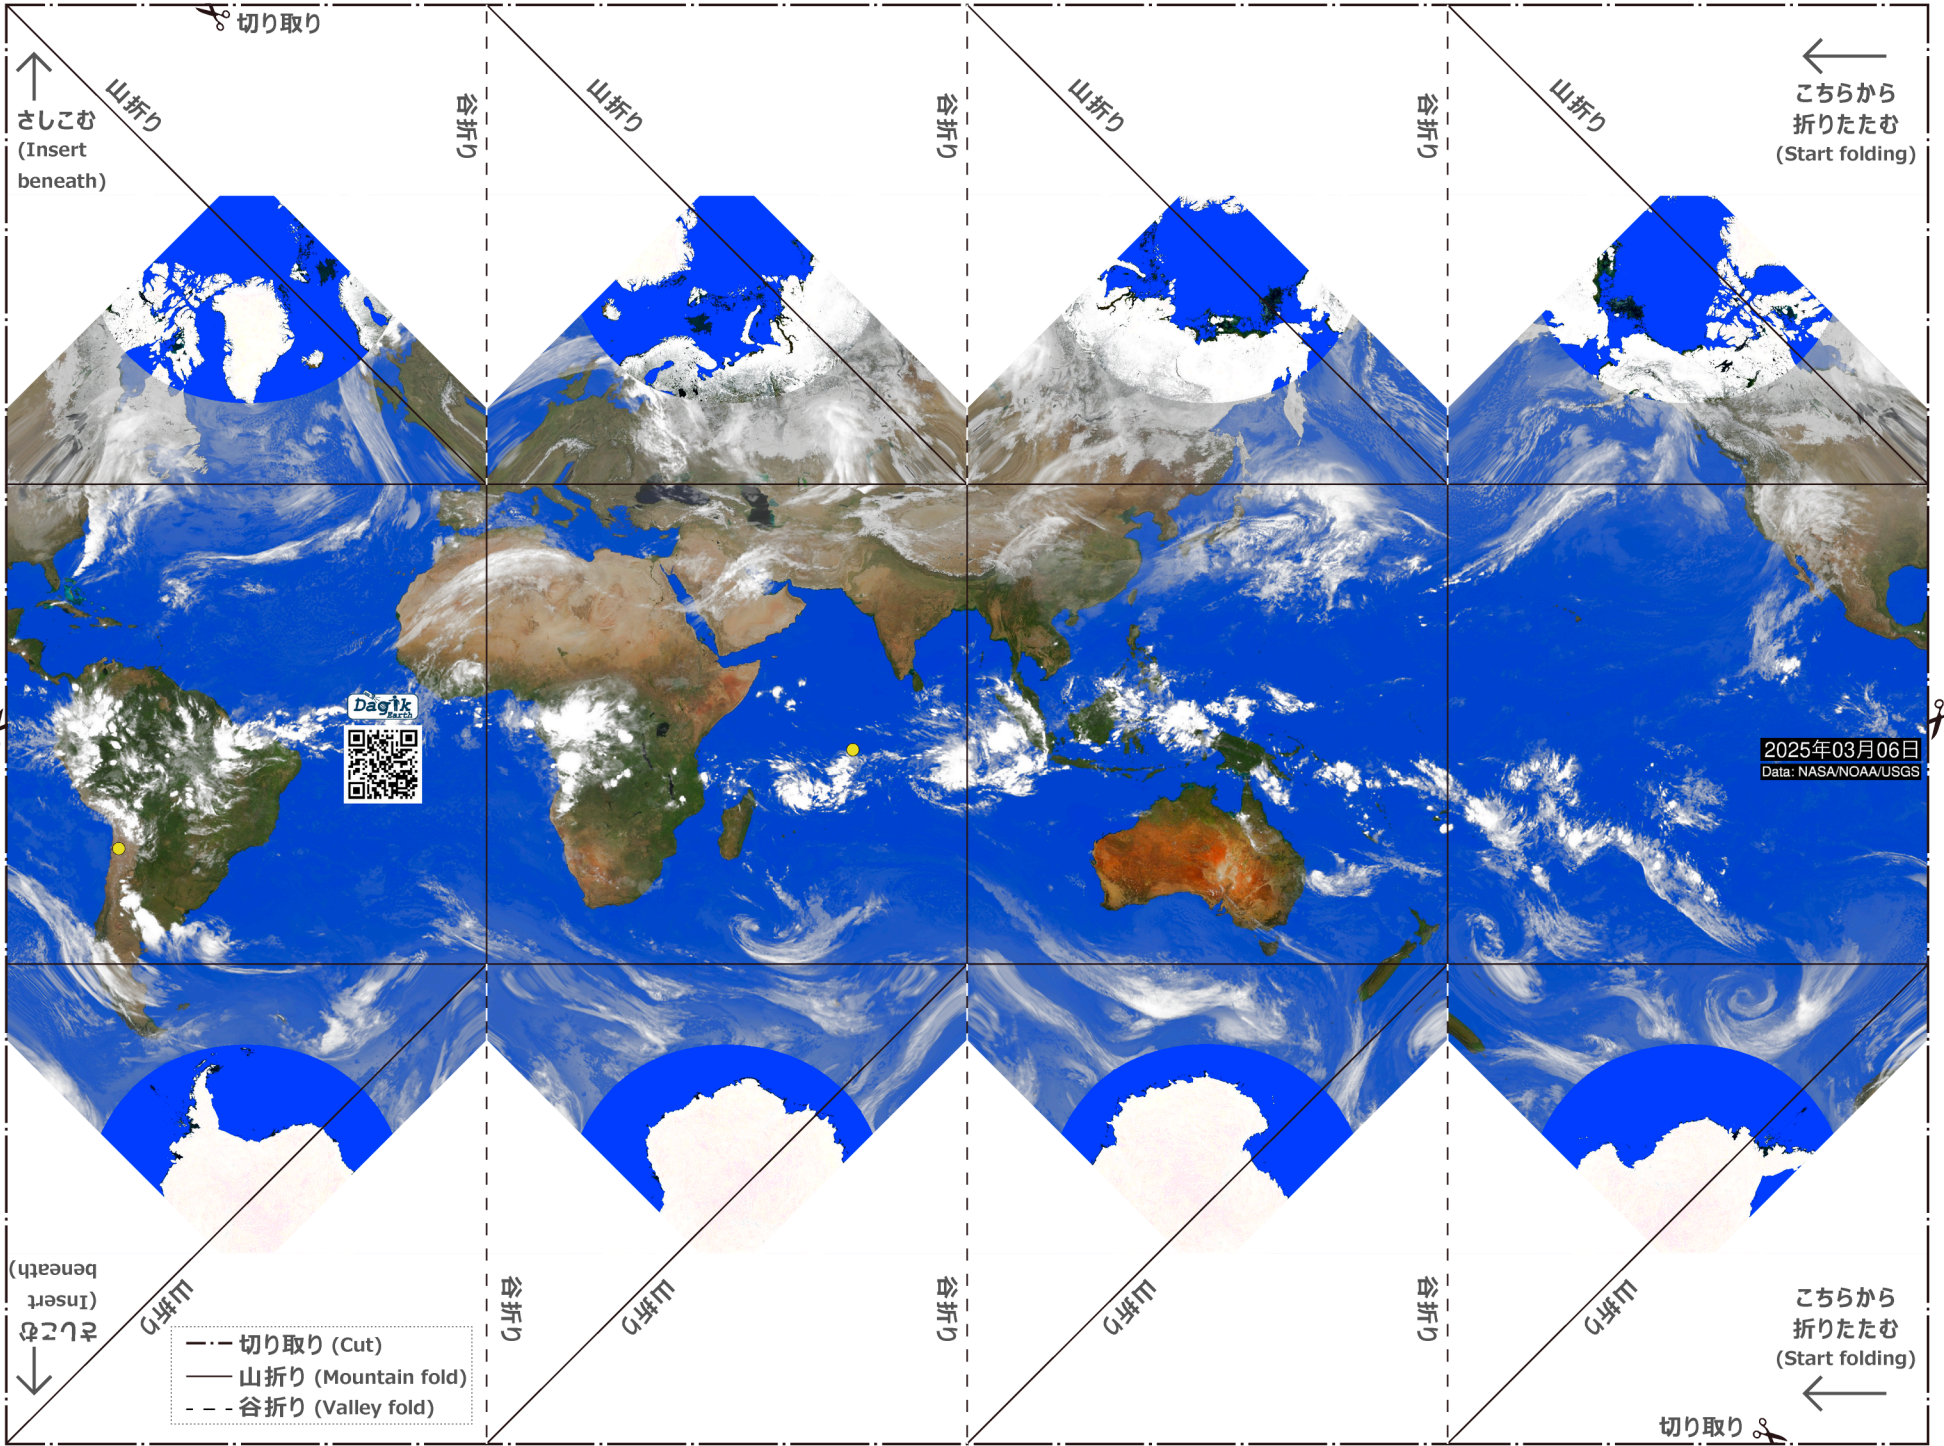 切り取り
さしこむ
(Insert
beneath)
山折り
谷折り
山折り
谷折り
山折り
谷折り
山折り
こちらから
折りたたむ
(Start folding)
Dagik
Earth
2025年03月06日
Data: NASA/NOAA/USGS
さしこむ
(Insert
beneath)
山折り
谷折り
山折り
谷折り
山折り
谷折り
山折り
こちらから
折りたたむ
(Start folding)
切り取り (Cut)
山折り (Mountain fold)
谷折り (Valley fold)
切り取り